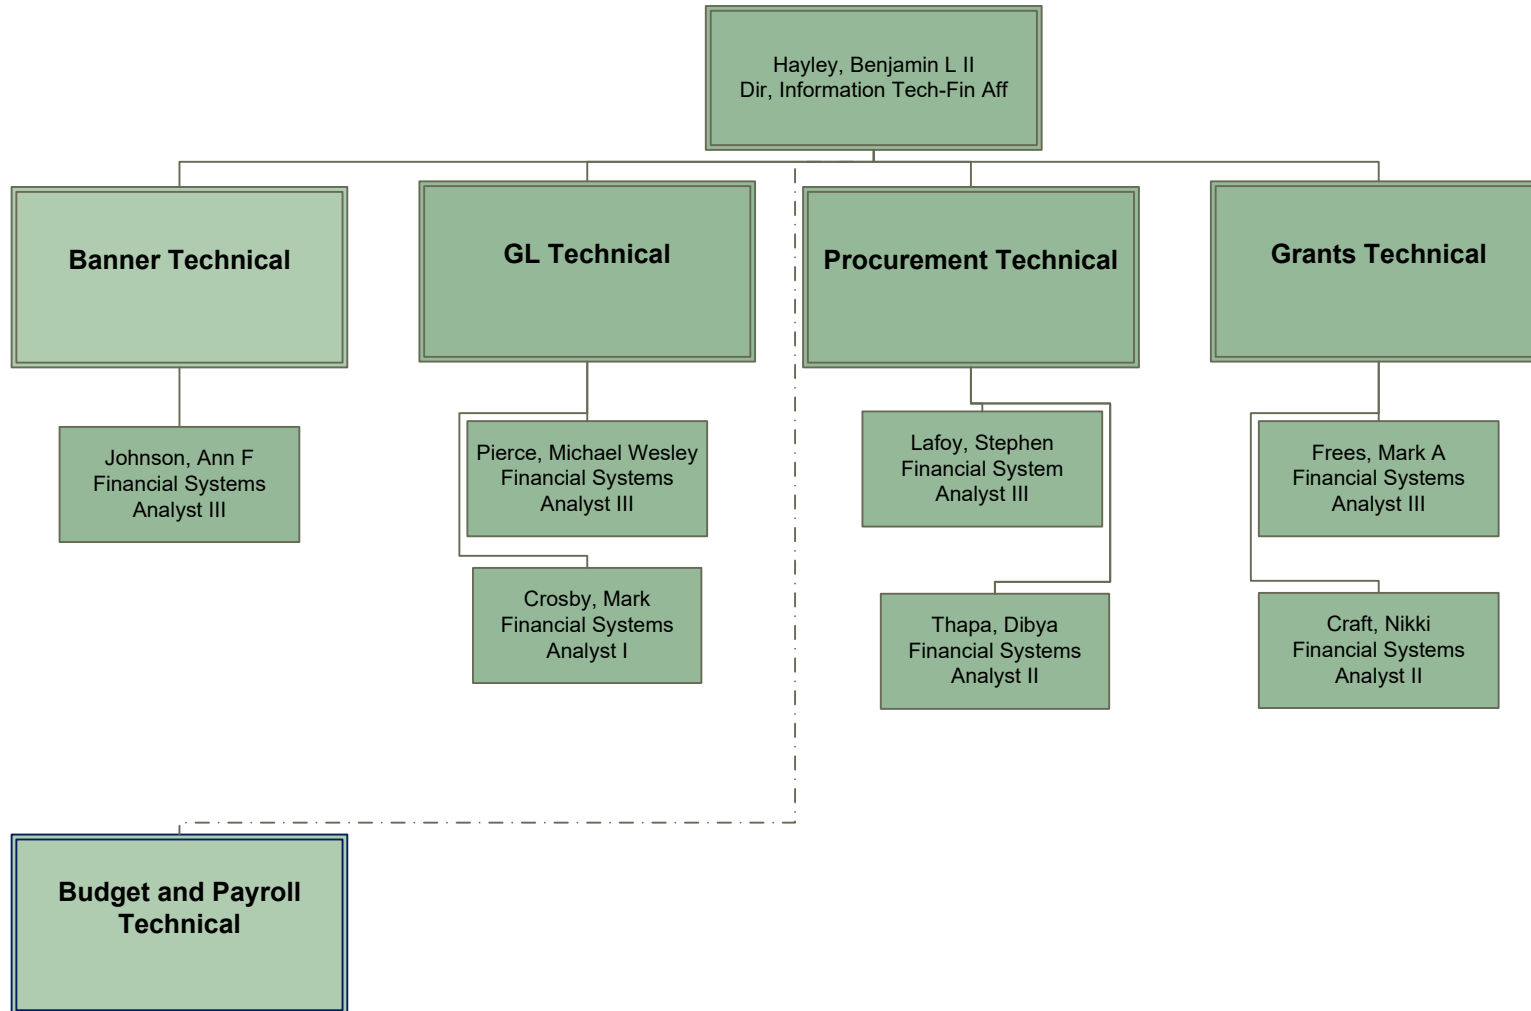 Hayley, Benjamin L II
Dir, Information Tech-Fin Aff
Banner Technical
GL Technical
Procurement Technical
Grants Technical
Johnson, Ann F
Financial Systems
Analyst III
Pierce, Michael Wesley
Financial Systems
Analyst III
Lafoy, Stephen
Financial System
Analyst III
Frees, Mark A
Financial Systems
Analyst III
Crosby, Mark
Financial Systems
Analyst I
Thapa, Dibya
Financial Systems
Analyst II
Craft, Nikki
Financial Systems
Analyst II
Budget and Payroll
Technical